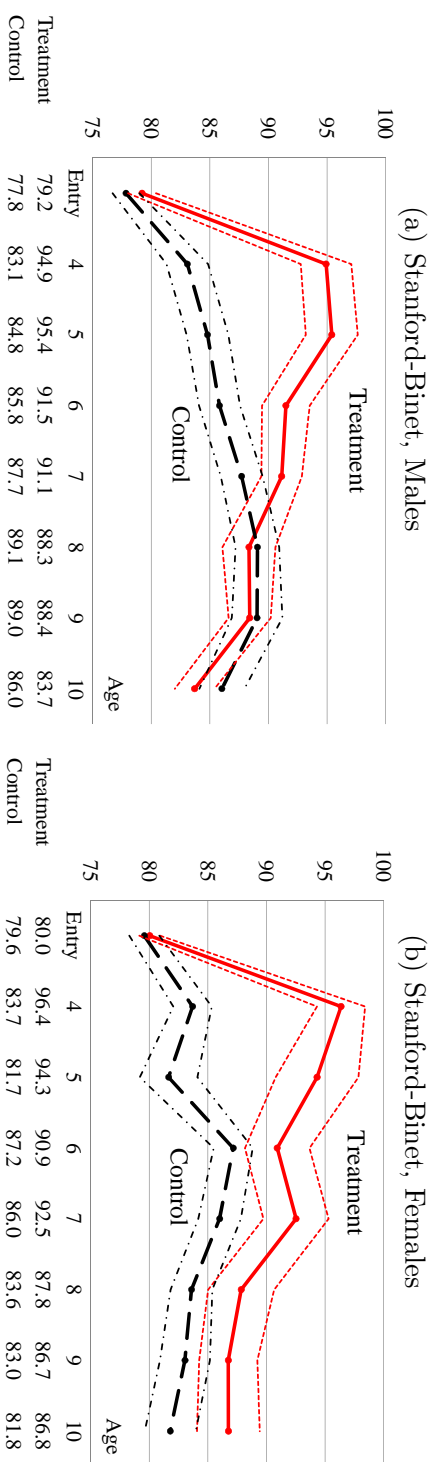 (a) Stanford-Binet, Males
100
95
90
85
80
75
Treatment
Control
Entry 4 5 6 7 8 9 10
Age
Treatment 79.2 94.9 95.4 91.5 91.1 88.3 88.4 83.7
Control 77.8 83.1 84.8 85.8 87.7 89.1 89.0 86.0
(b) Stanford-Binet, Females
100
95
90
85
80
75
Treatment
Control
Entry 4 5 6 7 8 9 10
Age
Treatment 80.0 96.4 94.3 90.9 92.5 87.8 86.7 86.8
Control 79.6 83.7 81.7 87.2 86.0 83.6 83.0 81.8